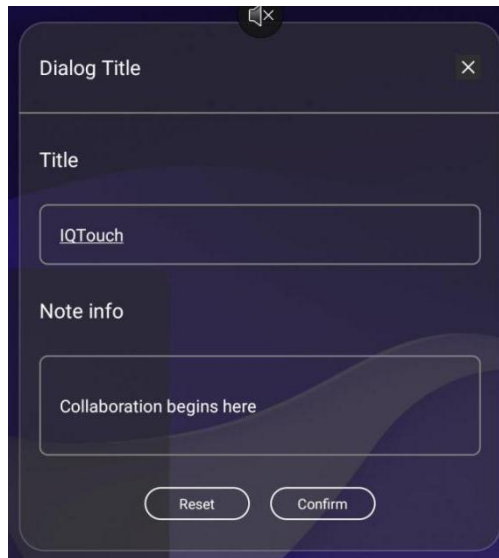 Dialog Title
Title
IQTouch
Note info
Collaboration begins here
Reset Confirm